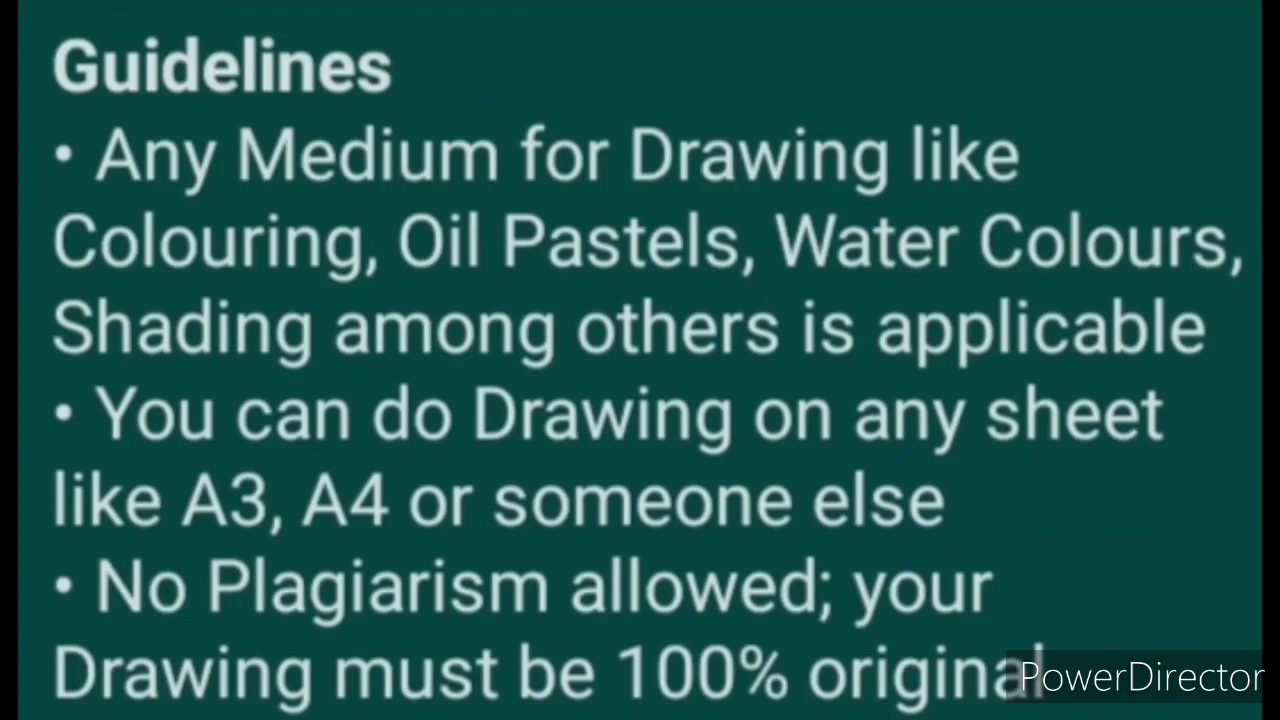 Guidelines
• Any Medium for Drawing like
Colouring, Oil Pastels, Water Colours,
Shading among others is applicable
• You can do Drawing on any sheet
like A3, A4 or someone else
• No Plagiarism allowed; your
Drawing must be 100% original
PowerDirector